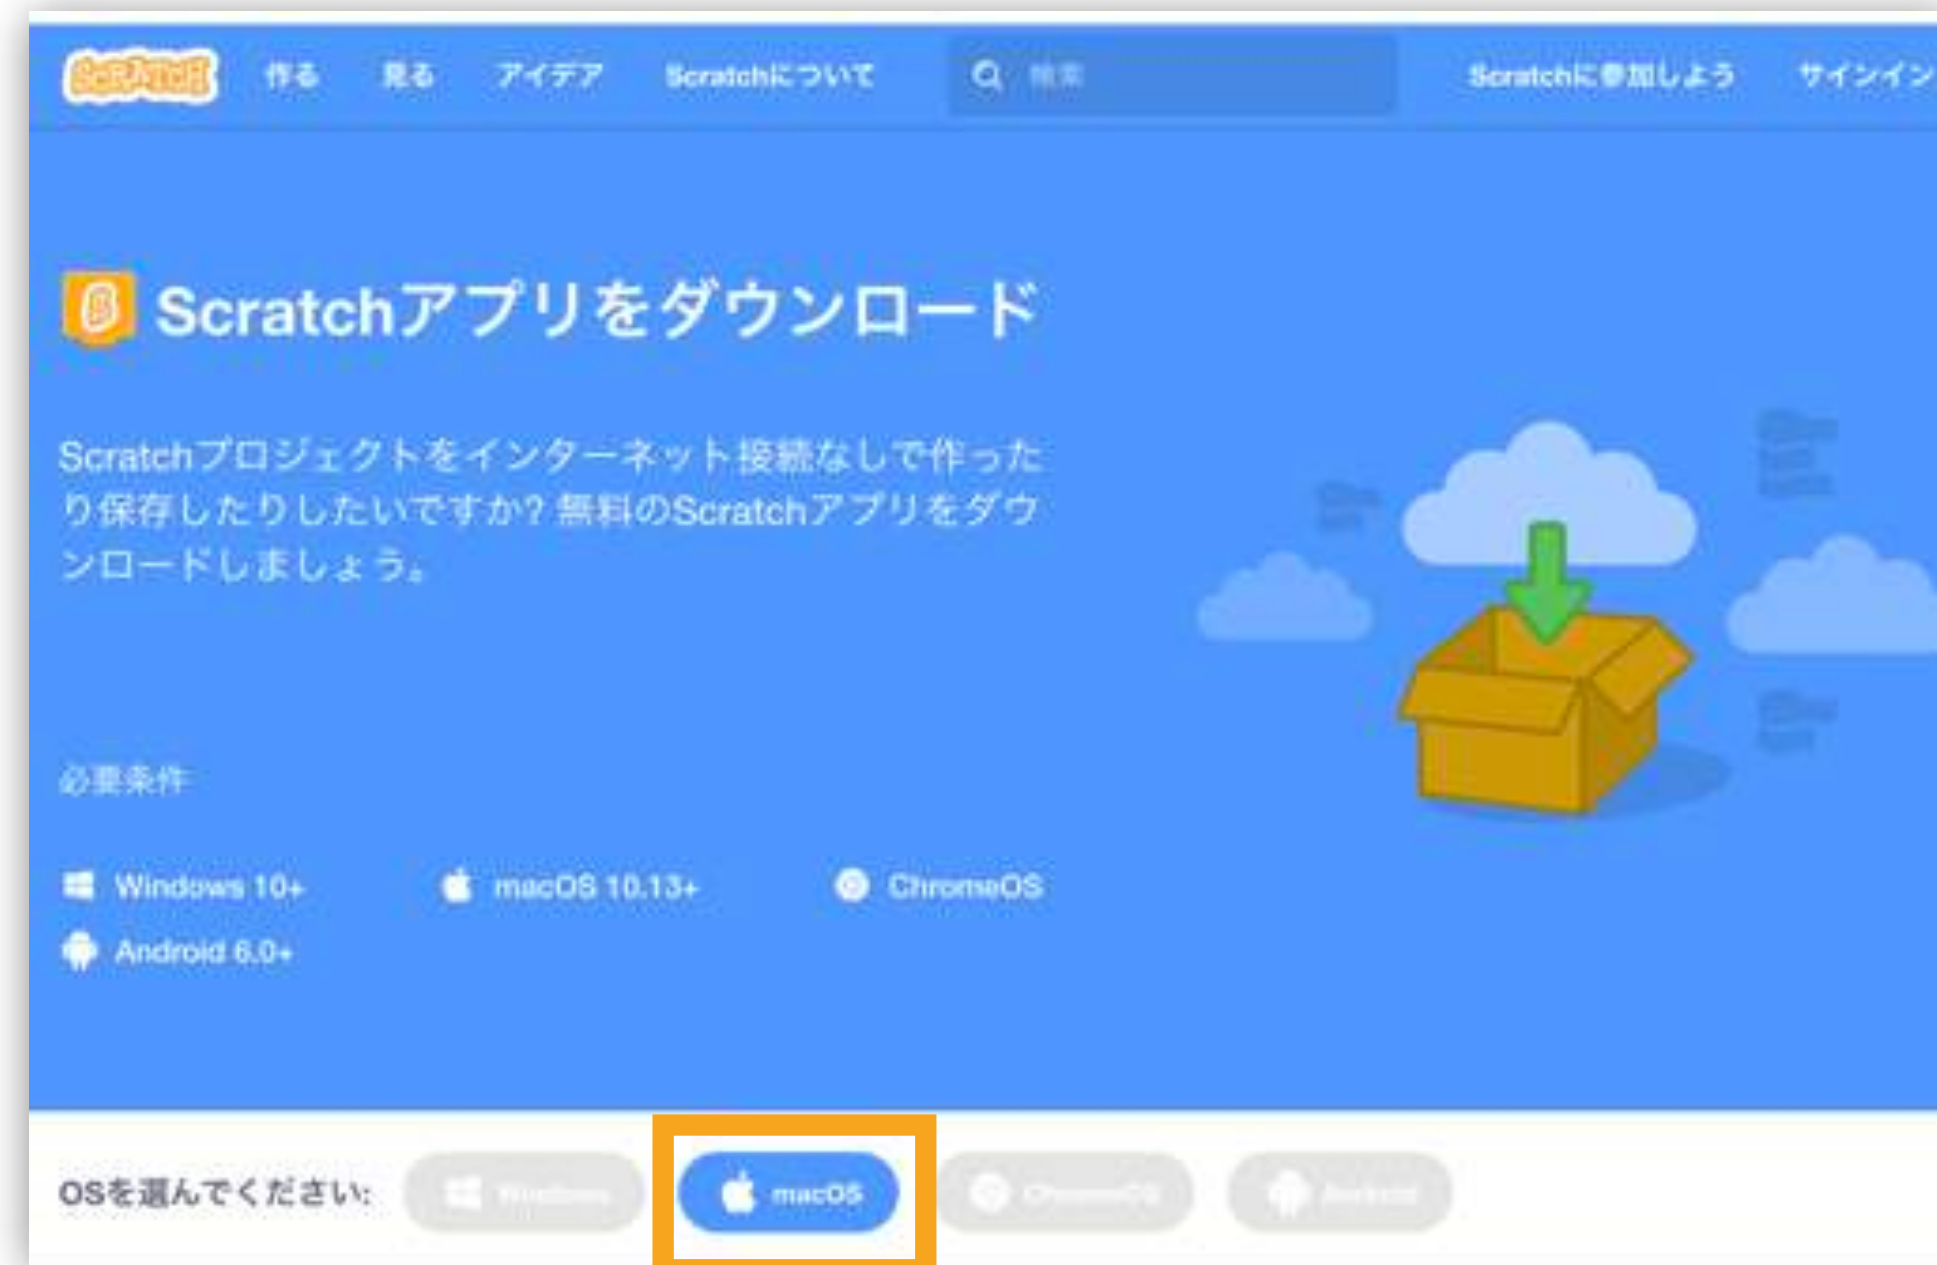 SCRATCH 作る 見る アイデア Scratchについて 検索 Scratchに参加しよう サインイン
Scratchアプリをダウンロード
Scratchプロジェクトをインターネット接続なしで作った
り保存したりしたいですか? 無料のScratchアプリをダウ
ンロードしましょう。
必要条件
Windows 10+ macOS 10.13+ ChromeOS
Android 6.0+
OSを選んでください: Windows macOS ChromeOS Android